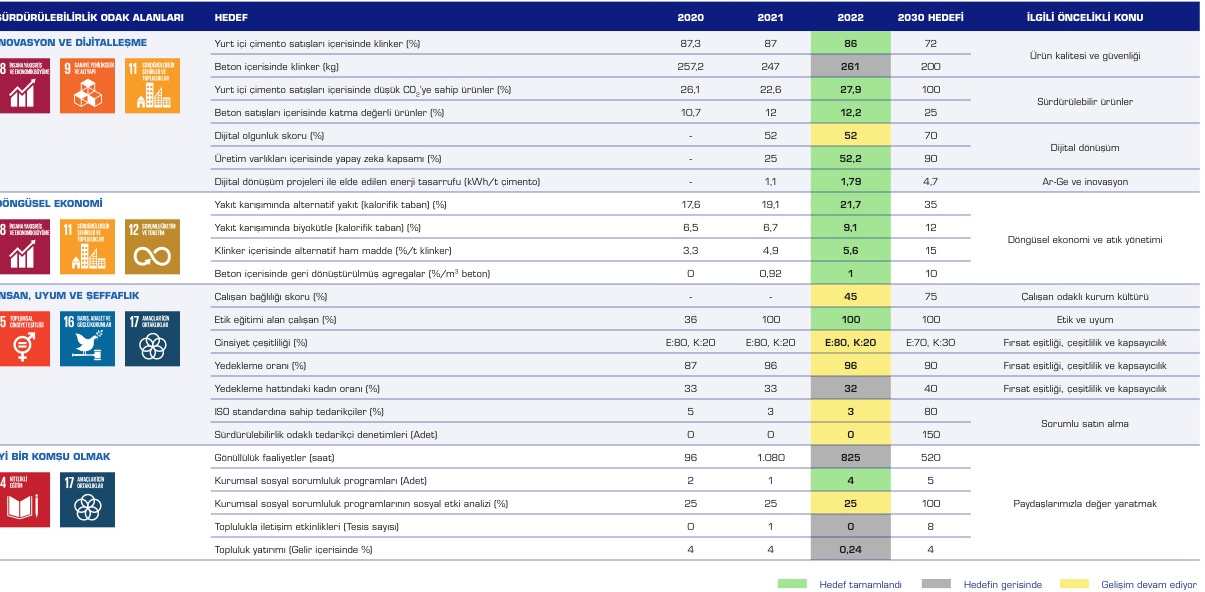 SÜRDÜRÜLEBİLİRLİK ODAK ALANLARI HEDEF 2020 2021 2022 2030 HEDEFİ İLGİLİ ÖNCELİKLİ KONU
NOVASYON VE DİJİTALLEŞME
8 İNSANA YAKIŞIR İŞ VE EKONOMİK BÜYÜME
9 SANAYİ, YENİLİKÇİLİK VE ALTYAPI
11 SÜRDÜRÜLEBİLİR ŞEHİRLER VE TOPLULUKLAR
Yurt içi çimento satışları içerisinde klinker (%) 87,3 87 86 72
Ürün kalitesi ve güvenliği
Beton içerisinde klinker (kg) 257,2 247 261 200
Yurt içi çimento satışları içerisinde düşük CO₂'ye sahip ürünler (%) 26,1 22,6 27,9 100
Sürdürülebilir ürünler
Beton satışları içerisinde katma değerli ürünler (%) 10,7 12 12,2 25
Dijital olgunluk skoru (%) - 52 52 70
Dijital dönüşüm
Üretim varlıkları içerisinde yapay zeka kapsamı (%) - 25 52,2 90
Dijital dönüşüm projeleri ile elde edilen enerji tasarrufu (kWh/t çimento) - 1,1 1,79 4,7 Ar-Ge ve inovasyon
DÖNGÜSEL EKONOMİ
8 İNSANA YAKIŞIR İŞ VE EKONOMİK BÜYÜME
11 SÜRDÜRÜLEBİLİR ŞEHİRLER VE TOPLULUKLAR
12 SORUMLU ÜRETİM VE TÜKETİM
Yakıt karışımında alternatif yakıt (kalorifik taban) (%) 17,6 19,1 21,7 35
Yakıt karışımında biyokütle (kalorifik taban) (%) 6,5 6,7 9,1 12
Döngüsel ekonomi ve atık yönetimi
Klinker içerisinde alternatif ham madde (%/t klinker) 3,3 4,9 5,6 15
Beton içerisinde geri dönüştürülmüş agregalar (%/m³ beton) 0 0,92 1 10
NSAN, UYUM VE ŞEFFAFLIK
5 TOPLUMSAL CİNSİYET EŞİTLİĞİ
16 BARIŞ, ADALET VE GÜÇLÜ KURUMLAR
17 AMAÇLAR İÇİN ORTAKLIKLAR
Çalışan bağlılığı skoru (%) - - 45 75 Çalışan odaklı kurum kültürü
Etik eğitimi alan çalışan (%) 36 100 100 100 Etik ve uyum
Cinsiyet çeşitliliği (%) E:80, K:20 E:80, K:20 E:80, K:20 E:70, K:30 Fırsat eşitliği, çeşitlilik ve kapsayıcılık
Yedekleme oranı (%) 87 96 96 90 Fırsat eşitliği, çeşitlilik ve kapsayıcılık
Yedekleme hattındaki kadın oranı (%) 33 33 32 40 Fırsat eşitliği, çeşitlilik ve kapsayıcılık
ISO standardına sahip tedarikçiler (%) 5 3 3 80
Sorumlu satın alma
Sürdürülebilirlik odaklı tedarikçi denetimleri (Adet) 0 0 0 150
Yİ BİR KOMŞU OLMAK
4 NİTELİKLİ EĞİTİM
17 AMAÇLAR İÇİN ORTAKLIKLAR
Gönüllülük faaliyetler (saat) 96 1.080 825 520
Kurumsal sosyal sorumluluk programları (Adet) 2 1 4 5
Kurumsal sosyal sorumluluk programlarının sosyal etki analizi (%) 25 25 25 100 Paydaşlarımızla değer yaratmak
Toplulukla iletişim etkinlikleri (Tesis sayısı) 0 1 0 8
Topluluk yatırımı (Gelir içerisinde %) 4 4 0,24 4
Hedef tamamlandı Hedefin gerisinde Gelişim devam ediyor